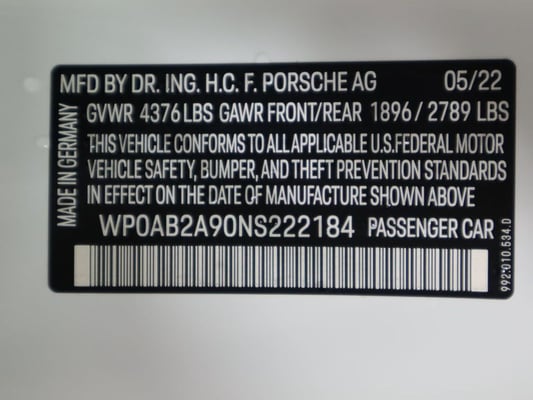 MFD BY DR. ING. H.C. F. PORSCHE AG 05/22
GVWR 4376 LBS GAWR FRONT/REAR 1896 / 2789 LBS
THIS VEHICLE CONFORMS TO ALL APPLICABLE U.S. FEDERAL MOTOR
VEHICLE SAFETY, BUMPER, AND THEFT PREVENTION STANDARDS
IN EFFECT ON THE DATE OF MANUFACTURE SHOWN ABOVE
WP0AB2A90NS222184 PASSENGER CAR
MADE IN GERMANY
992.010.534.D